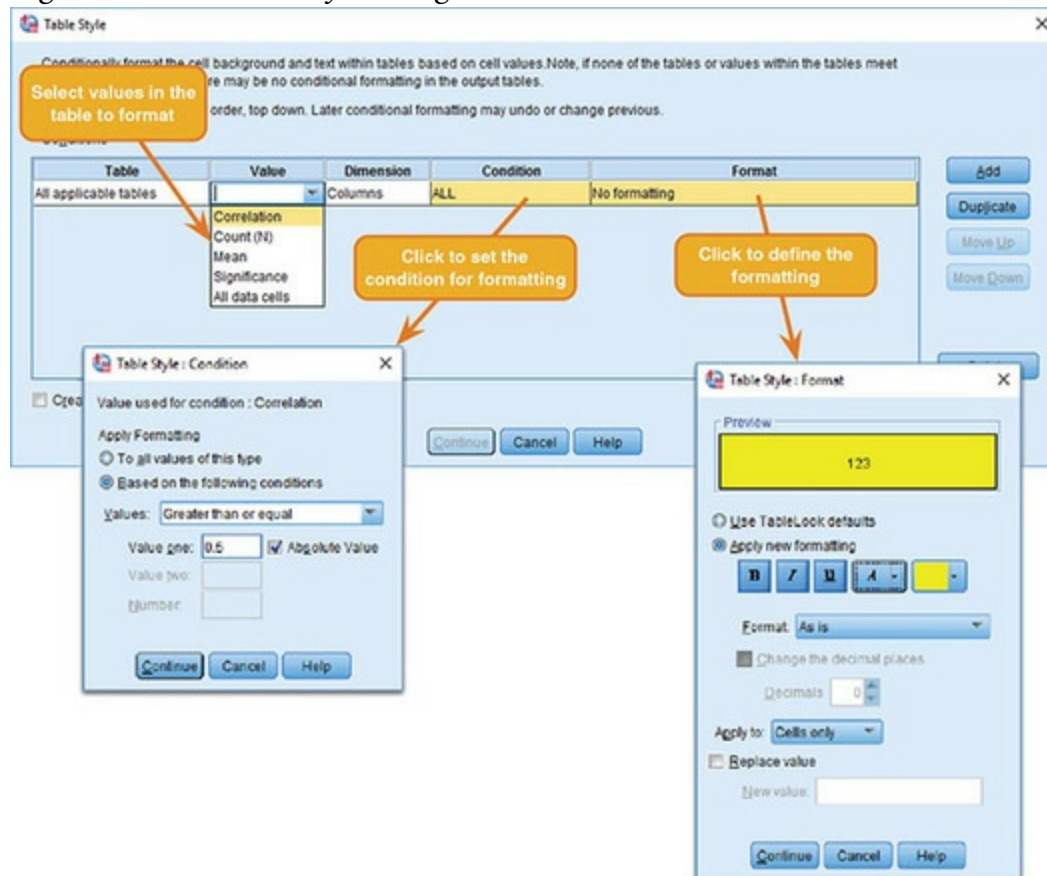 Table Style
Conditionally format the cell background and text within tables based on cell values.Note, if none of the tables or values within the tables meet
re may be no conditional formatting in the output tables.
order, top down. Later conditional formatting may undo or change previous.
Select values in the
table to format
Table Value Dimension Condition Format
All applicable tables Columns ALL No formatting
Correlation
Count (N)
Mean
Significance
All data cells
Click to set the
condition for formatting
Click to define the
formatting
Add
Duplicate
Move Up
Move Down
Crea
Continue Cancel Help
Table Style : Condition
Value used for condition : Correlation
Apply Formatting
To all values of this type
Based on the following conditions
Values: Greater than or equal
Value one: 0.5 Absolute Value
Value two:
Number:
Continue Cancel Help
Table Style : Format
Preview
123
Use TableLook defaults
Apply new formatting
B I U A
Format: As is
Change the decimal places
Decimals 0
Apply to: Cells only
Replace value
New value:
Continue Cancel Help